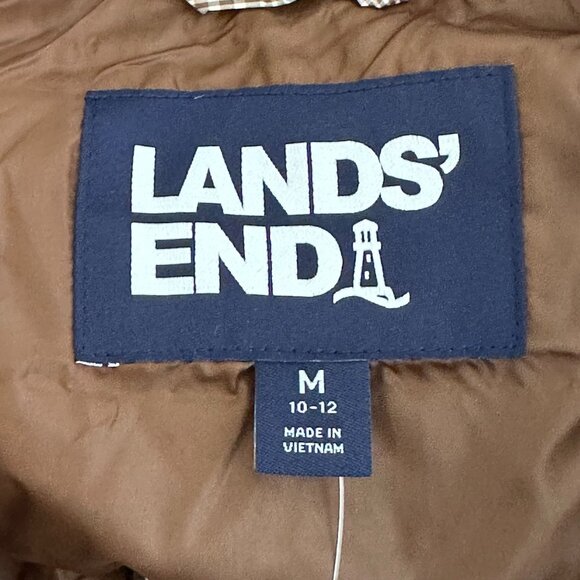 LANDS'
END
M
10-12
MADE IN
VIETNAM